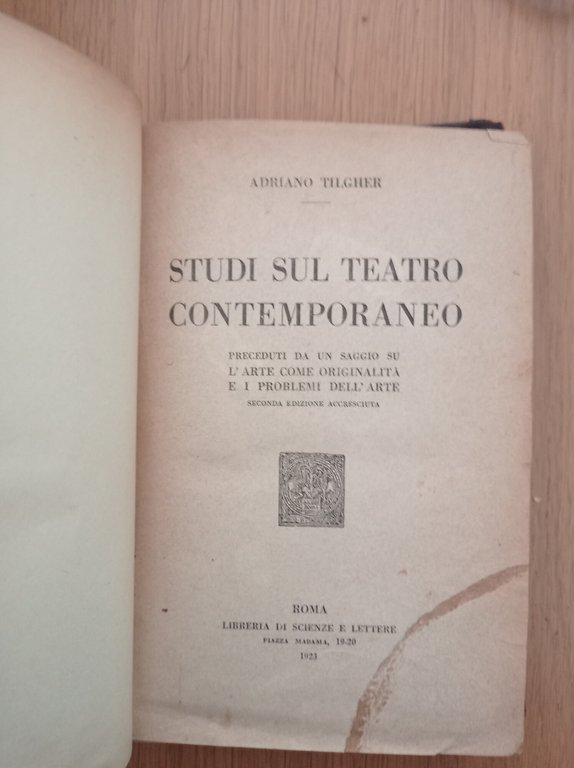 ADRIANO TILGHER
STUDI SUL TEATRO
CONTEMPORANEO
PRECEDUTI DA UN SAGGIO SU
L'ARTE COME ORIGINALITÀ
E I PROBLEMI DELL'ARTE
SECONDA EDIZIONE ACCRESCIUTA
ROMA
LIBRERIA DI SCIENZE E LETTERE
PIAZZA MADAMA, 19-20
1923